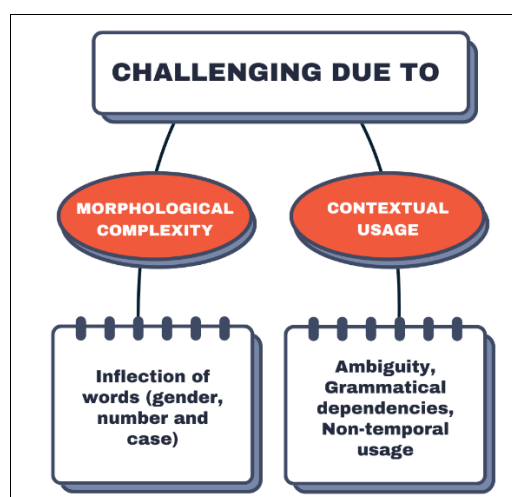 CHALLENGING DUE TO
MORPHOLOGICAL
COMPLEXITY
CONTEXTUAL
USAGE
Inflection of
words (gender,
number and
case)
Ambiguity,
Grammatical
dependencies,
Non-temporal
usage